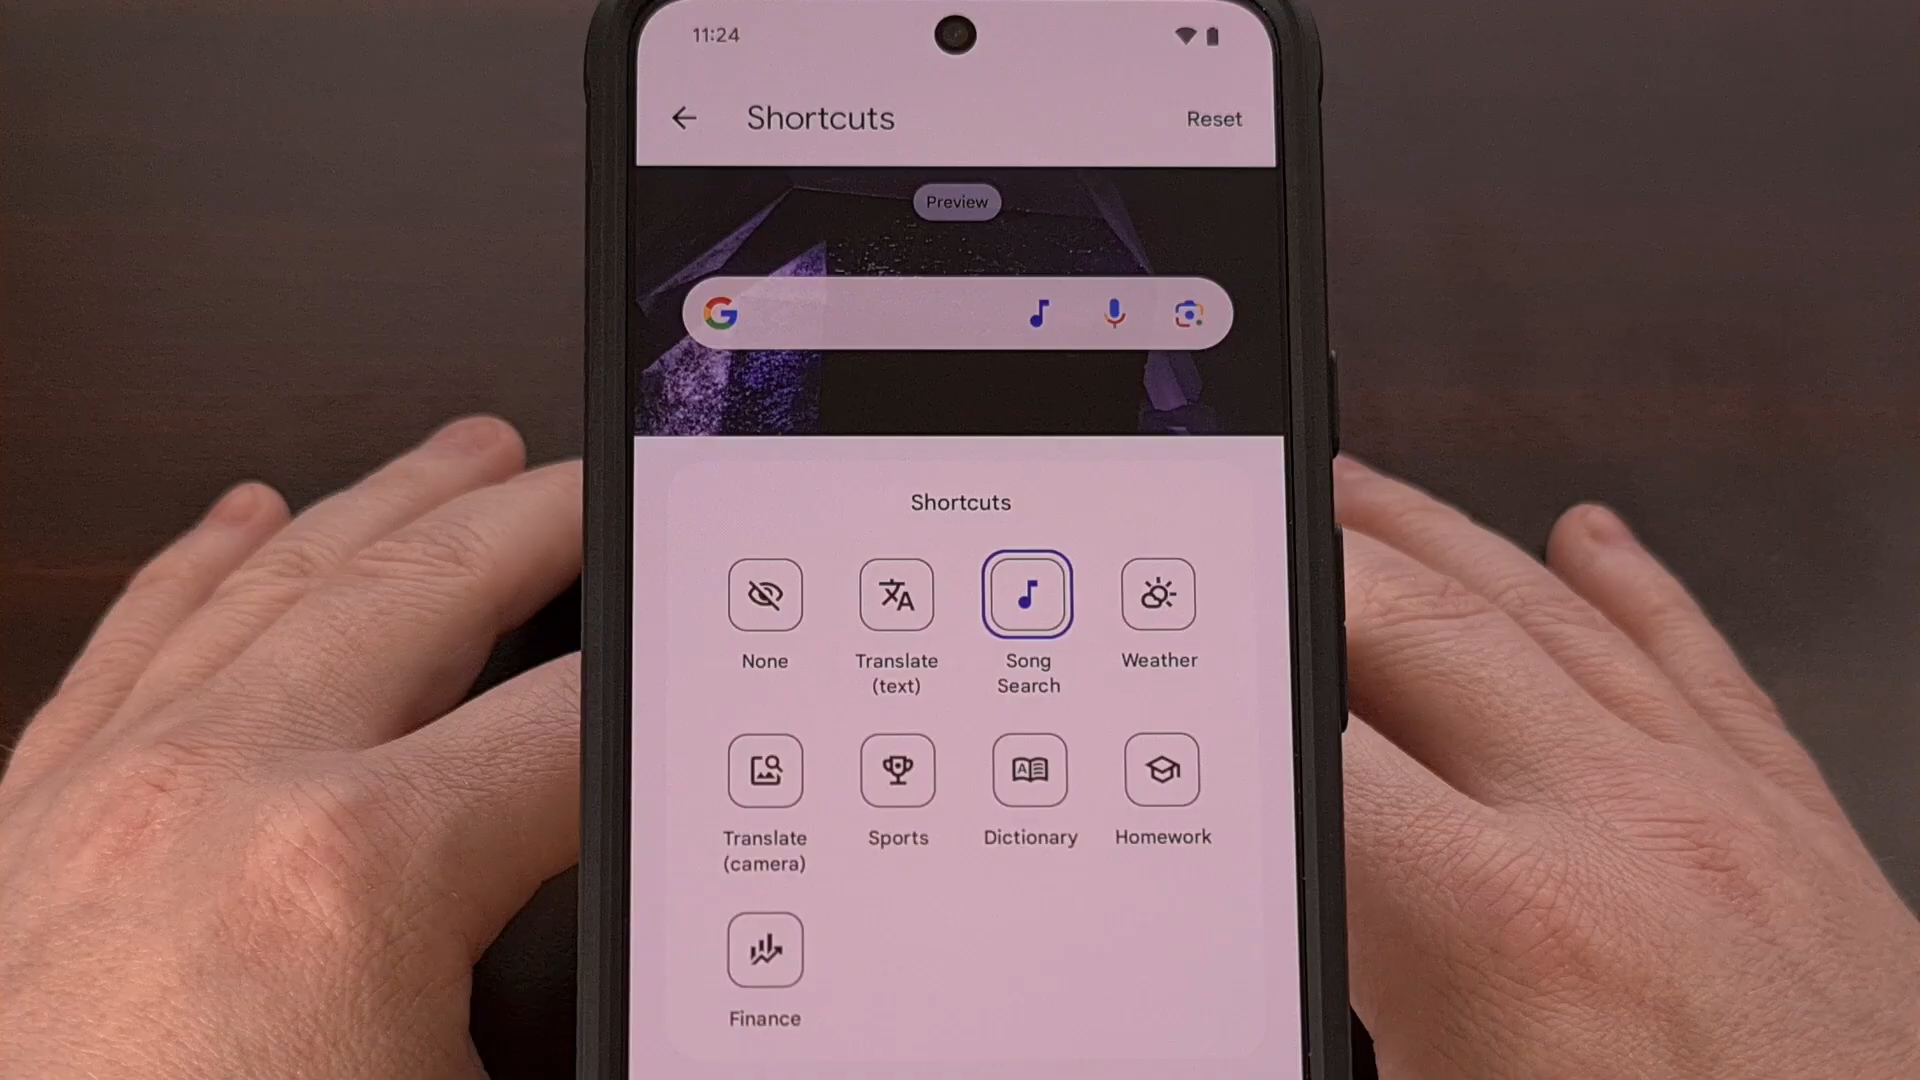 11:24
Shortcuts
Reset
Preview
Shortcuts
None
Translate
(text)
Song
Search
Weather
Translate
(camera)
Sports
Dictionary
Homework
Finance